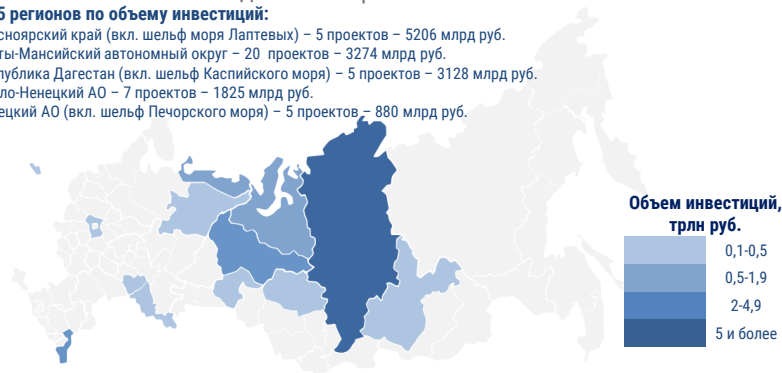 5 регионов по объему инвестиций:
сноярский край (вкл. шельф моря Лаптевых) – 5 проектов – 5206 млрд руб.
ты-Мансийский автономный округ – 20 проектов – 3274 млрд руб.
публика Дагестан (вкл. шельф Каспийского моря) – 5 проектов – 3128 млрд руб.
ло-Ненецкий АО – 7 проектов – 1825 млрд руб.
ецкий АО (вкл. шельф Печорского моря) – 5 проектов – 880 млрд руб.
Объем инвестиций,
трлн руб.
0,1-0,5
0,5-1,9
2-4,9
5 и более